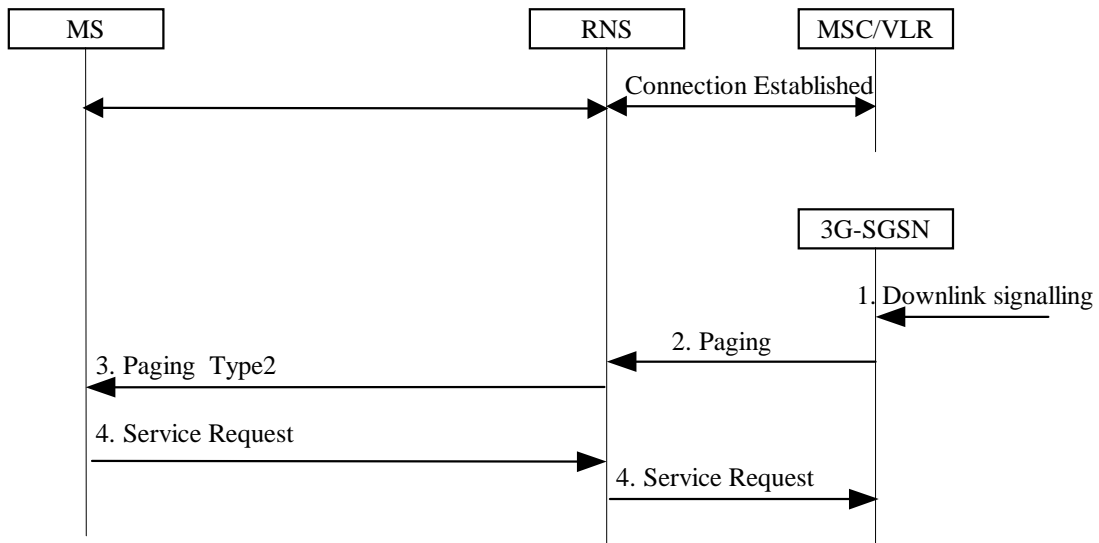 MS
RNS
MSC/VLR
Connection Established
3G-SGSN
1. Downlink signalling
2. Paging
3. Paging Type2
4. Service Request
4. Service Request